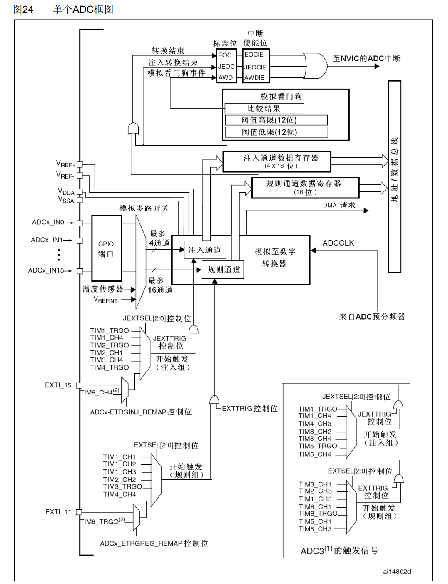 图24 单个ADC框图
中断
标志位 使能位
转换结束
EOC EOCIE
注入转换结束
JEOC JEOCIE
至NVIC的ADC中断
模拟看门狗事件
AWD AWDIE
模拟看门狗
比较结果
阀值高限(12位)
阀值低限(12位)
地址/数据总线
注入通道数据寄存器
(4 X 16位)
规则通道数据寄存器
(16位)
DMA 请求
VREF+
VREF-
VDDA
VSSA
模拟多路开关
ADCx_IN0
ADCx_IN1
GPIO
端口
最多
4通道
注入通道
模拟至数字
转换器
ADCCLK
ADCx_IN15
规则通道
最多
16通道
温度传感器
VREFINT
来自ADC预分频器
JEXTSEL[2:0]控制位
TIM1_TRGO
TIM1_CH4
TIM2_TRGO
TIM2_CH1
TIM3_CH4
TIM4_TRGO
JEXTTRIG
控制位
开始触发
(注入组)
EXTI_15
TIM8_CH4(2)
ADCx-ETRGINJ_REMAP控制位
EXTTRIG控制位
EXTSEL[2:0]控制位
TIM1_CH1
TIM1_CH2
TIM1_CH3
TIM2_CH2
TIM3_TRGO
TIM4_CH4
开始触发
(规则组)
EXTI_11
TIM8_TRGO(2)
ADCx_ETRGREG_REMAP控制位
JEXTSEL[2:0]控制位
TIM1_TRGO
TIM1_CH4
TIM4_CH3
TIM8_CH2
TIM8_CH4
TIM5_TRGO
TIM5_CH4
JEXTTRIG
控制位
开始触发
(注入组)
EXTSEL[2:0]控制位
TIM3_CH1
TIM2_CH3
TIM1_CH3
TIM8_CH1
TIM8_TRGO
TIM5_CH1
TIM5_CH3
EXTTRIG
控制位
开始触发
(规则组)
ADC3(1)的触发信号
ai14802d